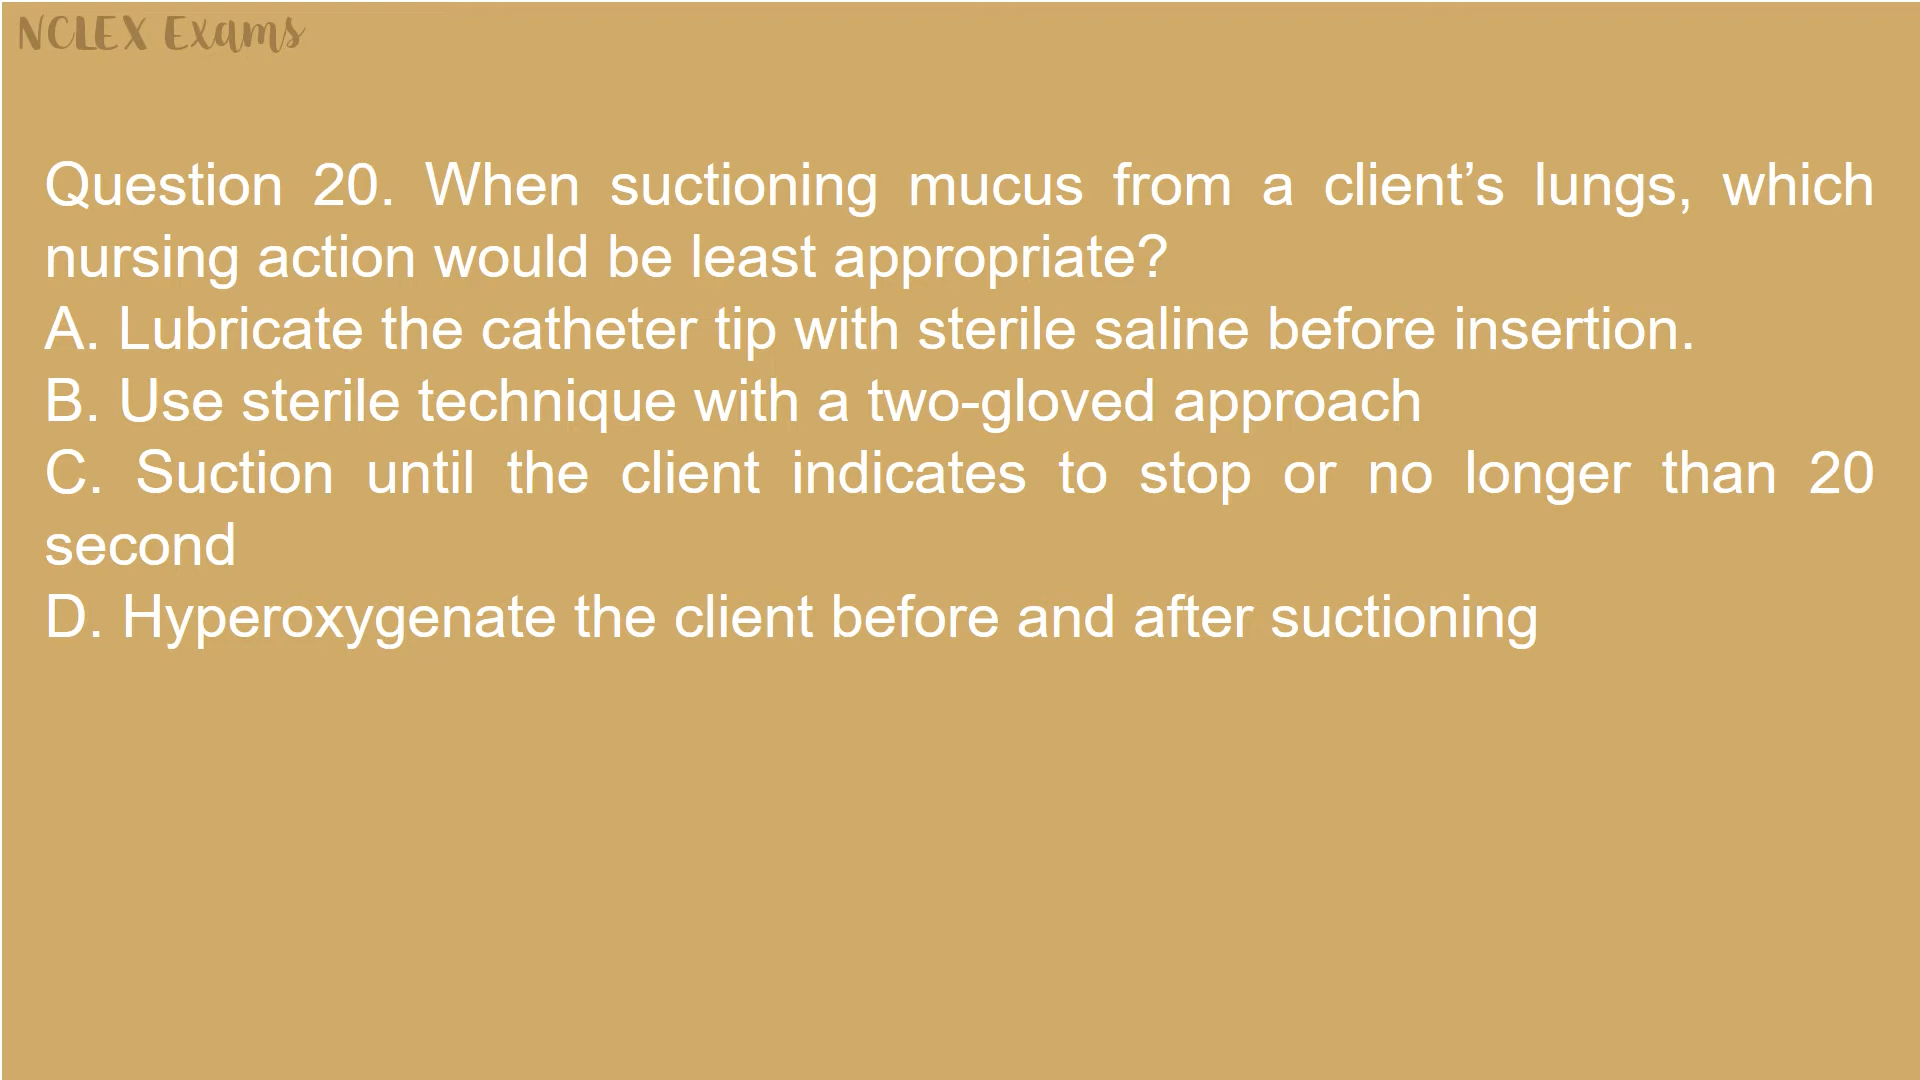 NCLEX Exams
Question 20. When suctioning mucus from a client’s lungs, which
nursing action would be least appropriate?
A. Lubricate the catheter tip with sterile saline before insertion.
B. Use sterile technique with a two-gloved approach
C. Suction until the client indicates to stop or no longer than 20
second
D. Hyperoxygenate the client before and after suctioning